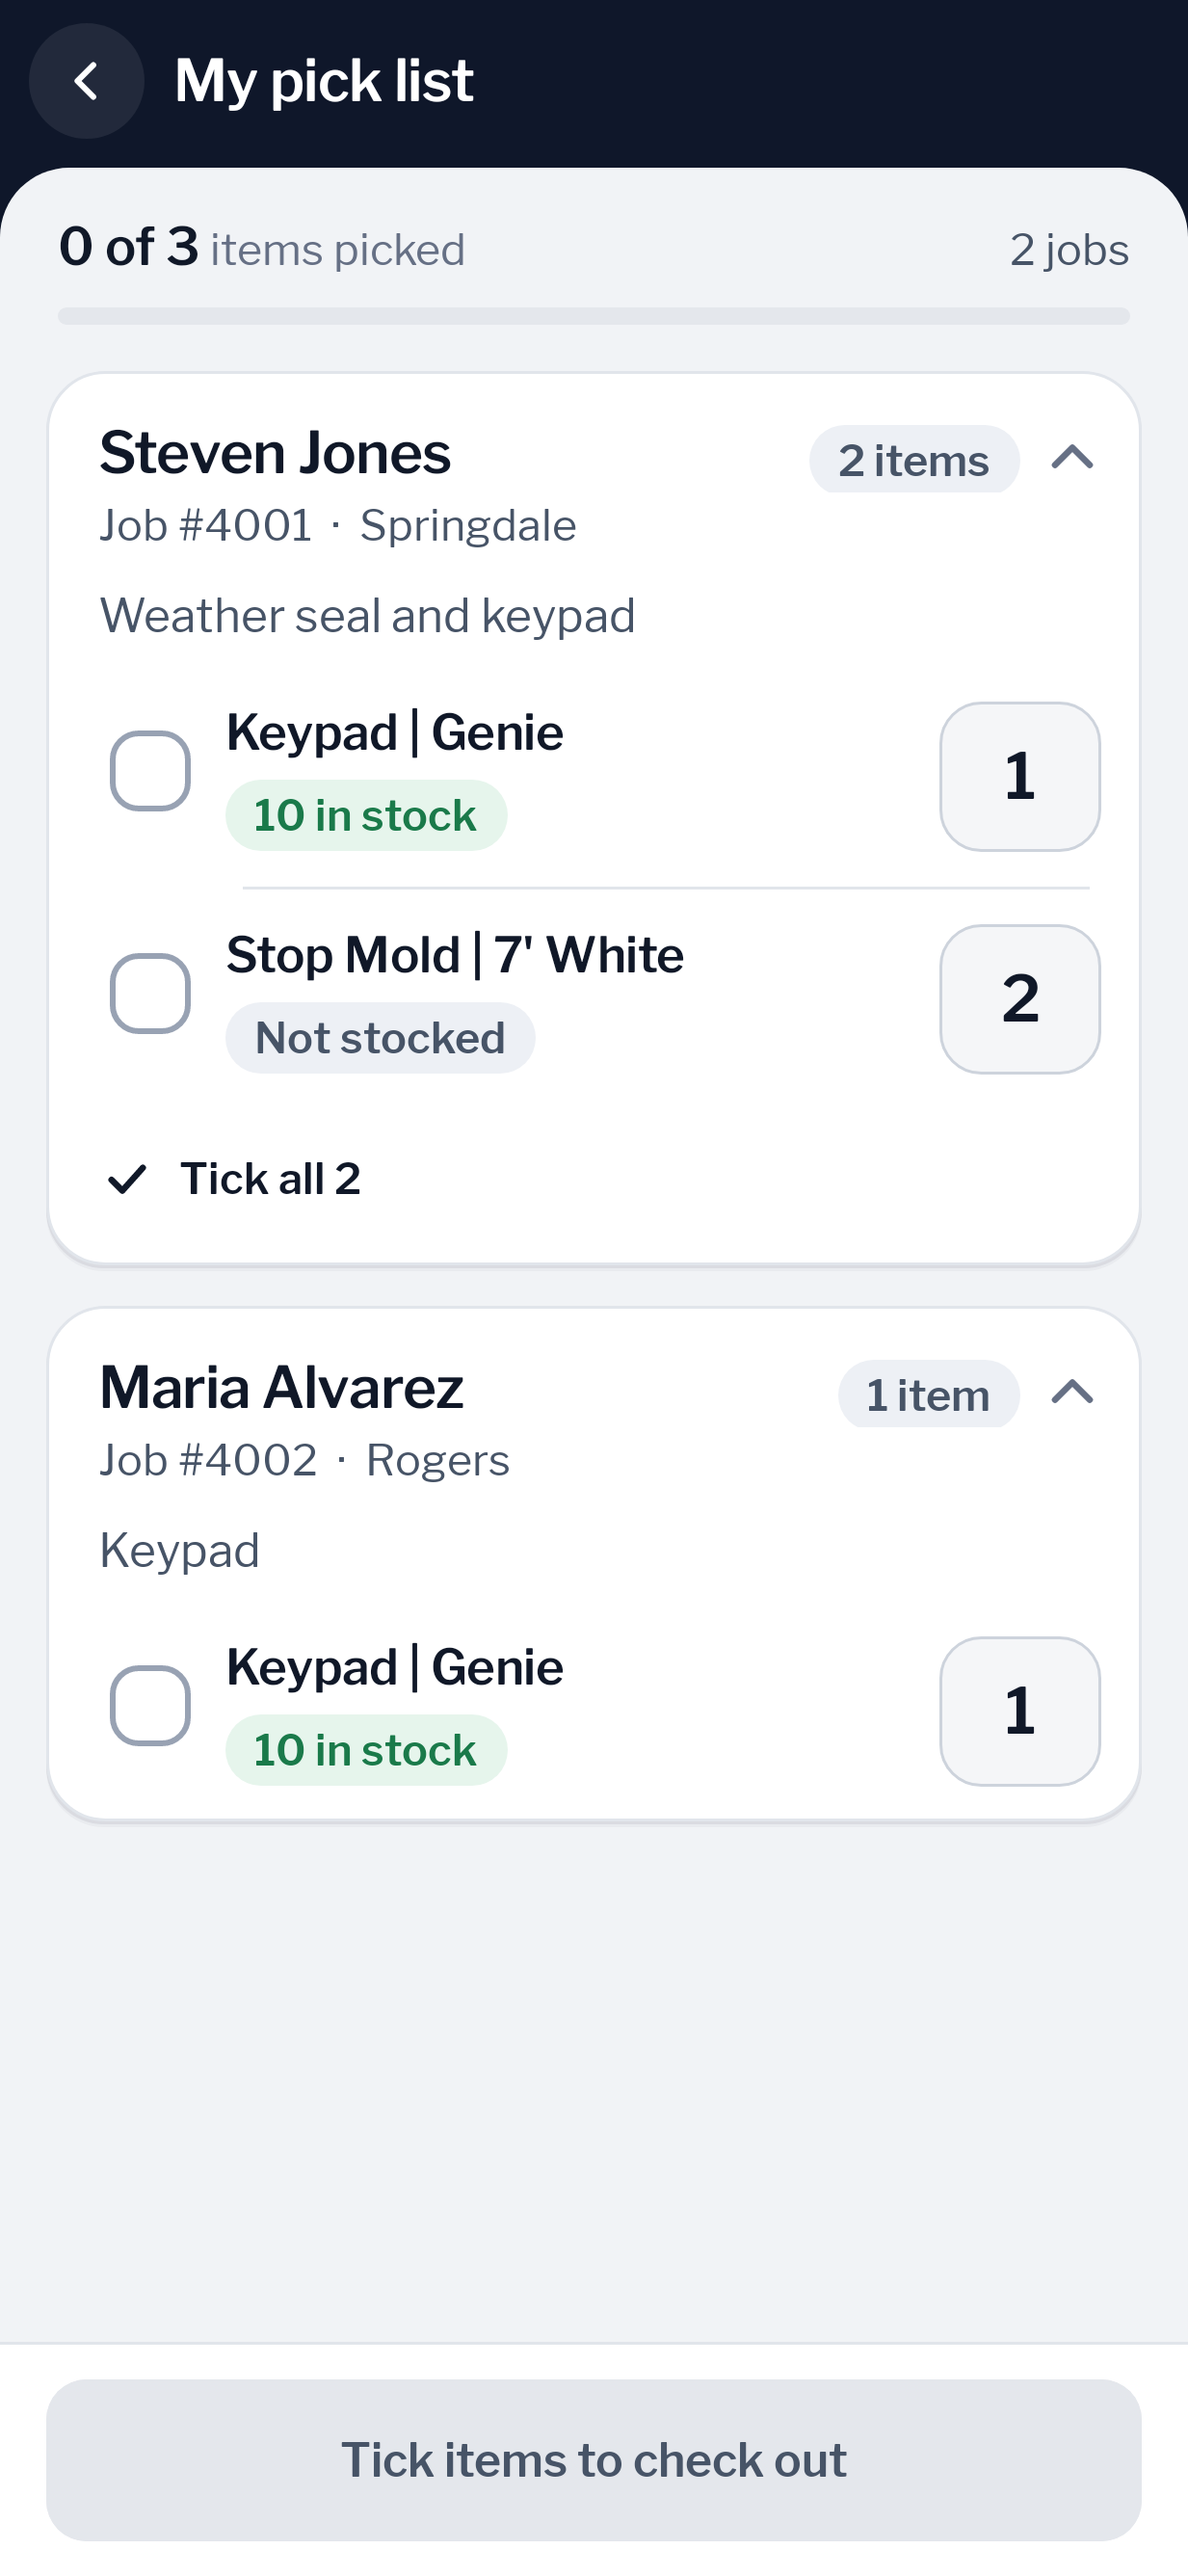 My pick list
0 of 3 items picked 2 jobs
Steven Jones 2 items
Job #4001 · Springdale
Weather seal and keypad
Keypad | Genie
10 in stock
1
Stop Mold | 7' White
Not stocked
2
Tick all 2
Maria Alvarez 1 item
Job #4002 · Rogers
Keypad
Keypad | Genie
10 in stock
1
Tick items to check out